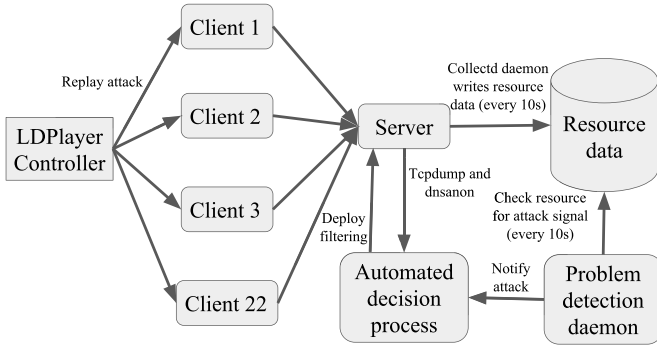 Client 1
Replay attack
Client 2
LDPlayer
Controller
Client 3
Client 22
Server
Collectd daemon
writes resource
data (every 10s)
Resource
data
Tcpdump and
dnsanon
Deploy
filtering
Check resource
for attack signal
(every 10s)
Automated
decision
process
Notify
attack
Problem
detection
daemon